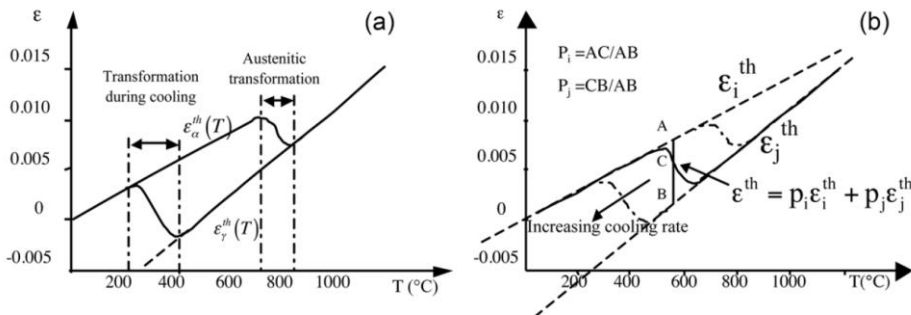 ε
(a)
0.015
Transformation
during cooling
Austenitic
transformation
0.010
ε_α^th(T)
0.005
0
ε_γ^th(T)
-0.005
200 400 600 800 1000 T (°C)
ε
(b)
0.015
P_i =AC/AB
P_j =CB/AB
ε_i^th
0.010
A
ε_j^th
0.005
C
ε^th = p_iε_i^th + p_jε_j^th
B
0
Increasing cooling rate
-0.005
200 400 600 800 1000 T(°C)